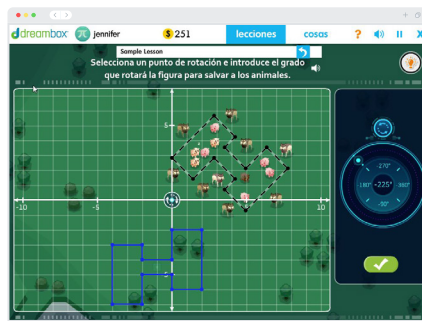 dreambox jennifer $ 251 lecciones cosas ?
Sample Lesson
Selecciona un punto de rotación e introduce el grado
que rotará la figura para salvar a los animales.
5
-10 -5 10
270°
180° -225° 360°
-90°